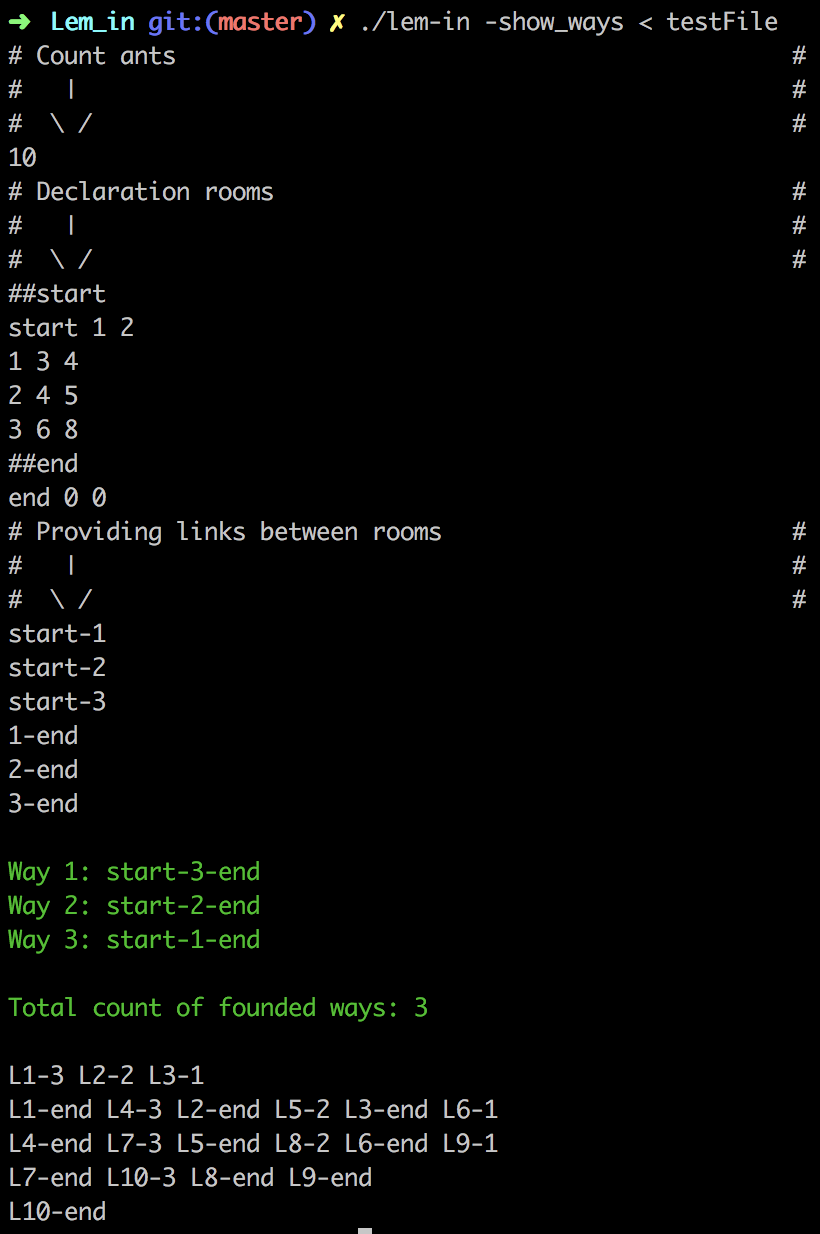 ➜ Lem_in git:(master) ✗ ./lem-in -show_ways < testFile
# Count ants #
# | #
# \ / #
10
# Declaration rooms #
# | #
# \ / #
##start
start 1 2
1 3 4
2 4 5
3 6 8
##end
end 0 0
# Providing links between rooms #
# | #
# \ / #
start-1
start-2
start-3
1-end
2-end
3-end
Way 1: start-3-end
Way 2: start-2-end
Way 3: start-1-end
Total count of founded ways: 3
L1-3 L2-2 L3-1
L1-end L4-3 L2-end L5-2 L3-end L6-1
L4-end L7-3 L5-end L8-2 L6-end L9-1
L7-end L10-3 L8-end L9-end
L10-end